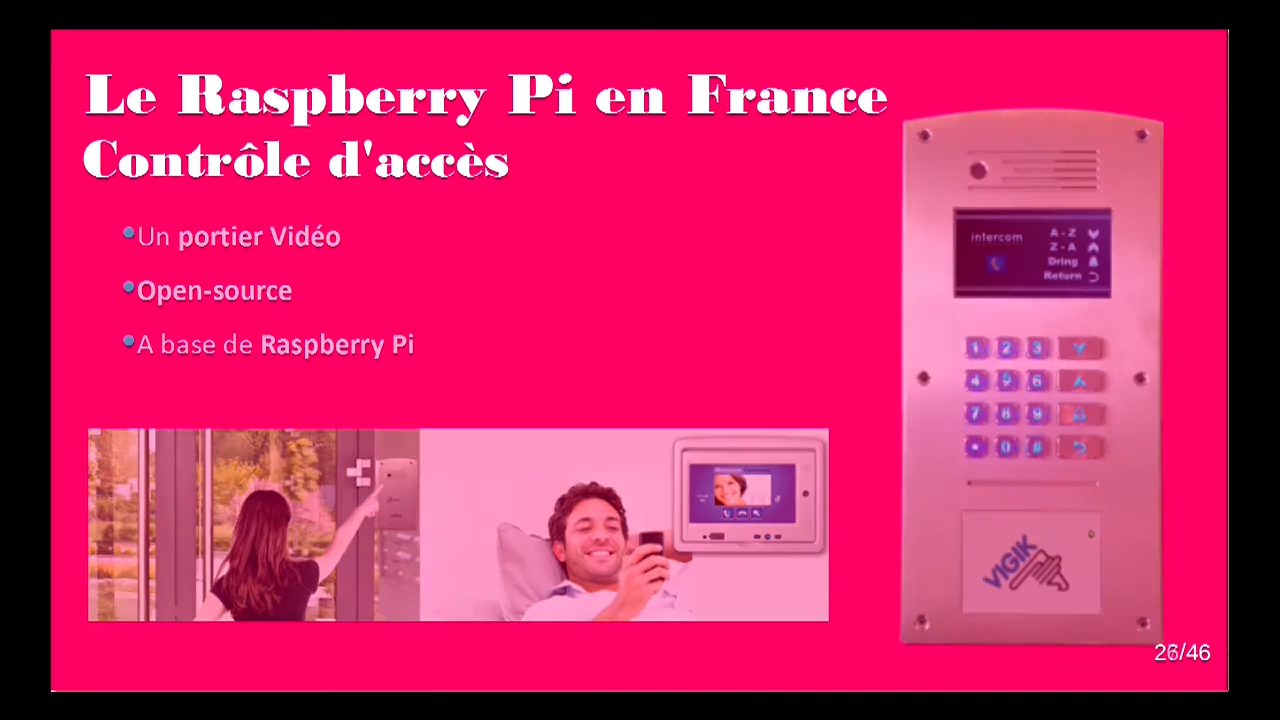 Le Raspberry Pi en France
Contrôle d'accès
•Un portier Vidéo
•Open-source
•A base de Raspberry Pi
intercom
A - Z
Z - A
Dring
Return
1 2 3
4 5 6
7 8 9
* 0 #
VIGIK
26/46